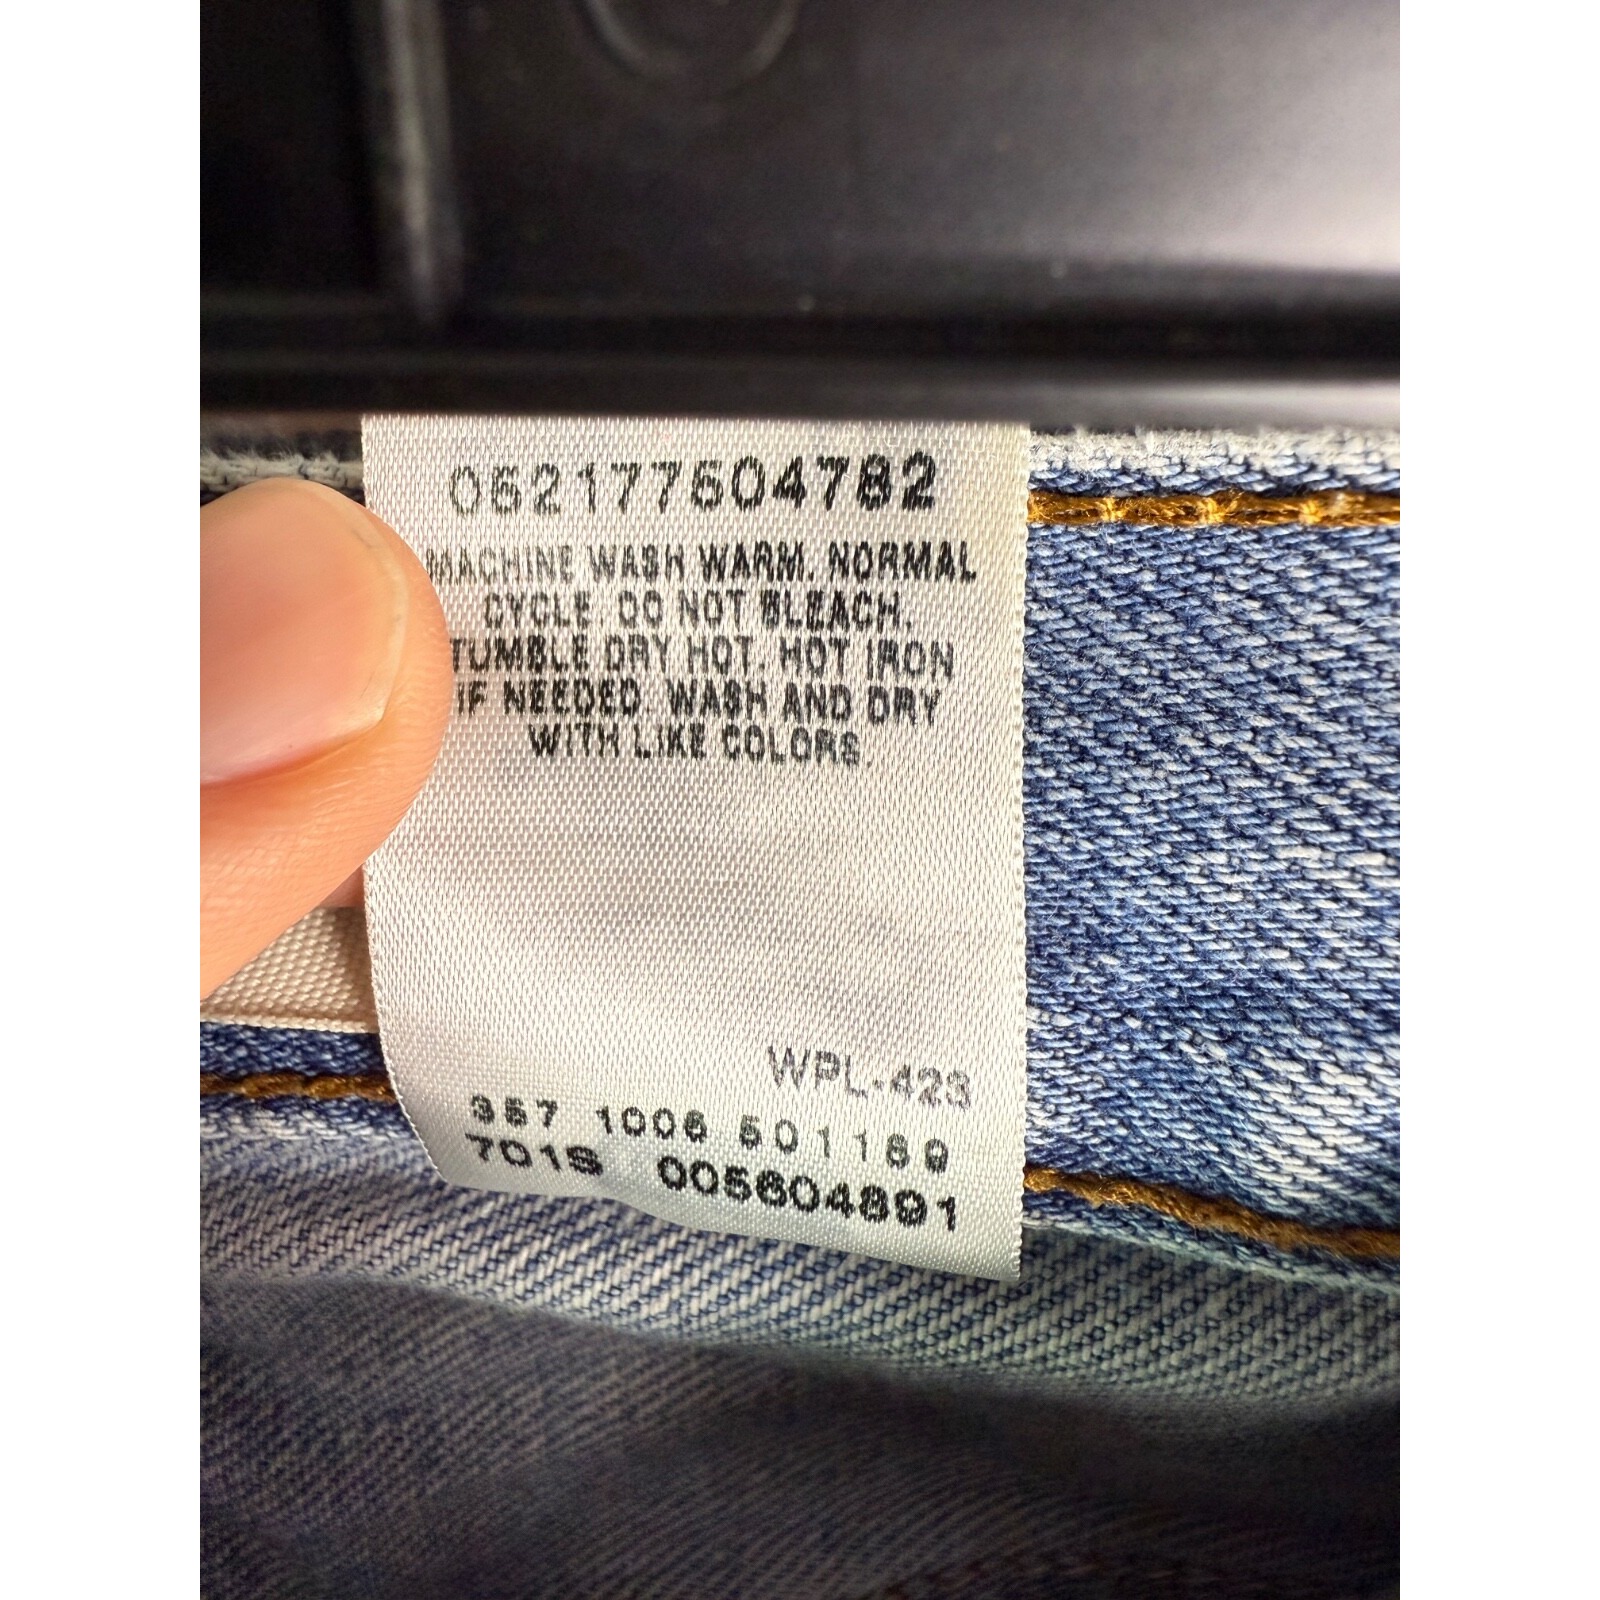 052177504782
MACHINE WASH WARM. NORMAL
CYCLE. DO NOT BLEACH.
TUMBLE DRY HOT. HOT IRON
IF NEEDED. WASH AND DRY
WITH LIKE COLORS
WPL-423
357 1006 501189
701S 005604891